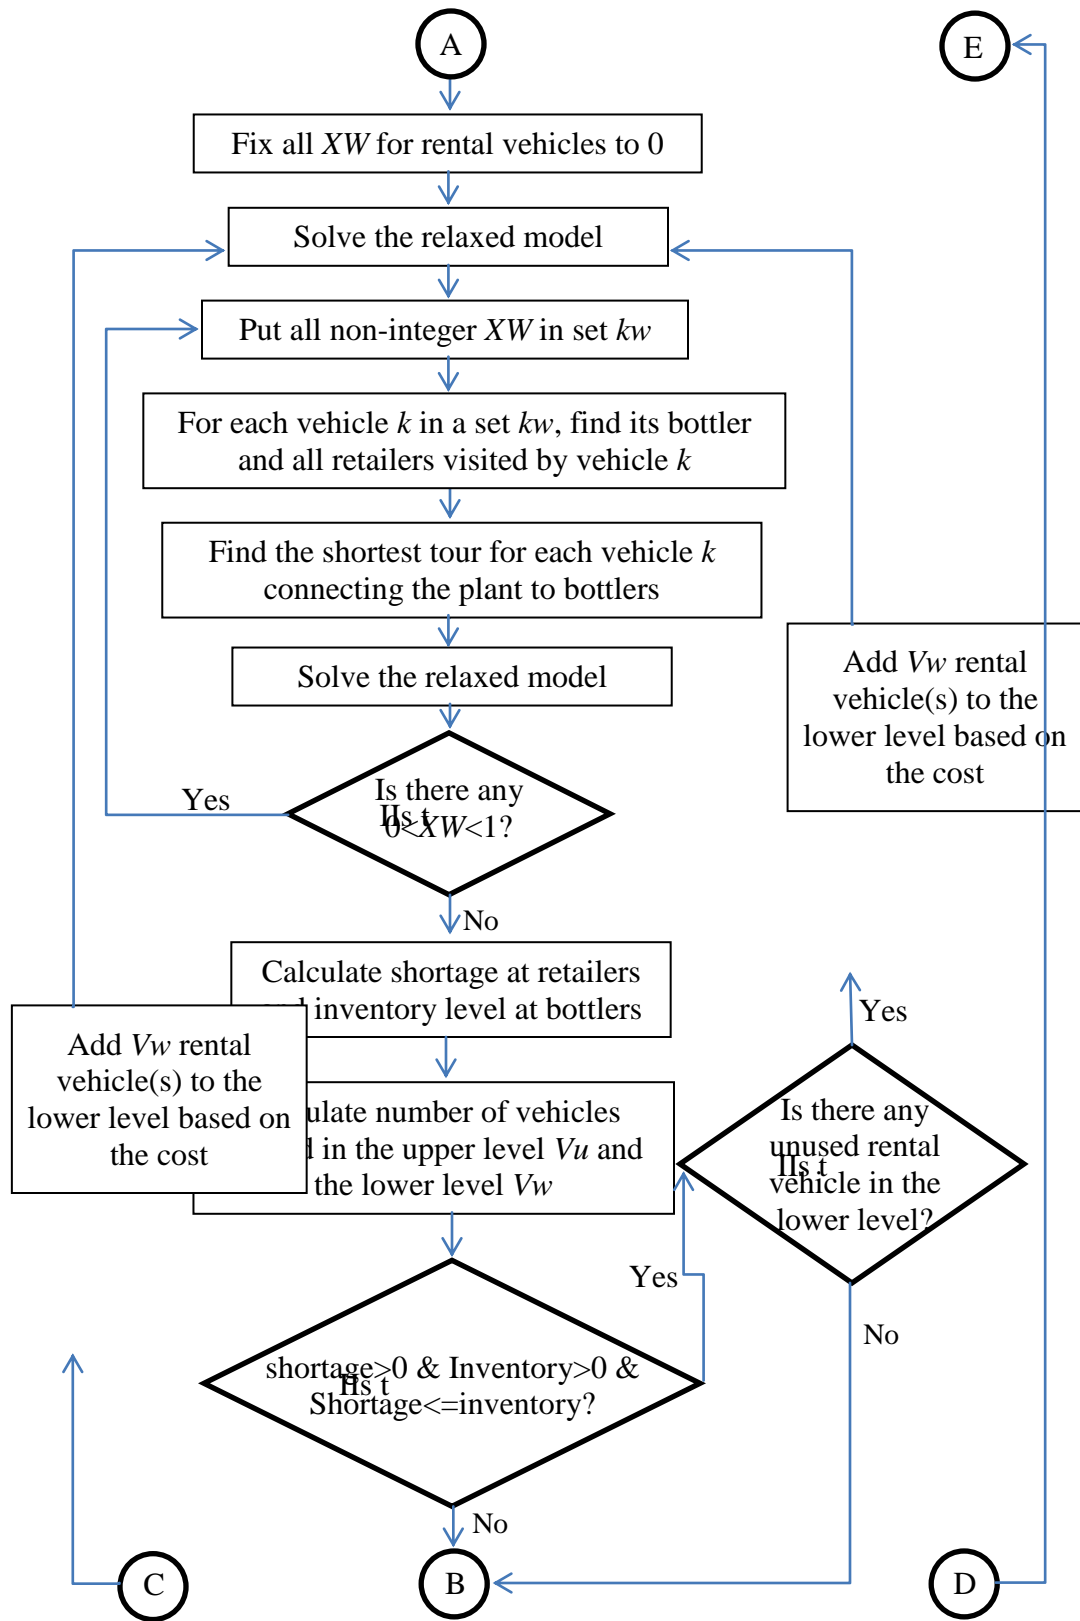 A
E
Fix all XW for rental vehicles to 0
Solve the relaxed model
Put all non-integer XW in set kw
For each vehicle k in a set kw, find its bottler
and all retailers visited by vehicle k
Find the shortest tour for each vehicle k
connecting the plant to bottlers
Solve the relaxed model
Add Vw rental
vehicle(s) to the
lower level based on
the cost
Yes
Is there any
0<XW<1?
IIs t
No
Calculate shortage at retailers
and inventory level at bottlers
Yes
Add Vw rental
vehicle(s) to the
lower level based on
the cost
ulate number of vehicles
d in the upper level Vu and
the lower level Vw
Is there any
unused rental
IIs t
vehicle in the
lower level?
Yes
No
shortage>0 & Inventory>0 &
IIs t
Shortage<=inventory?
No
C
B
D